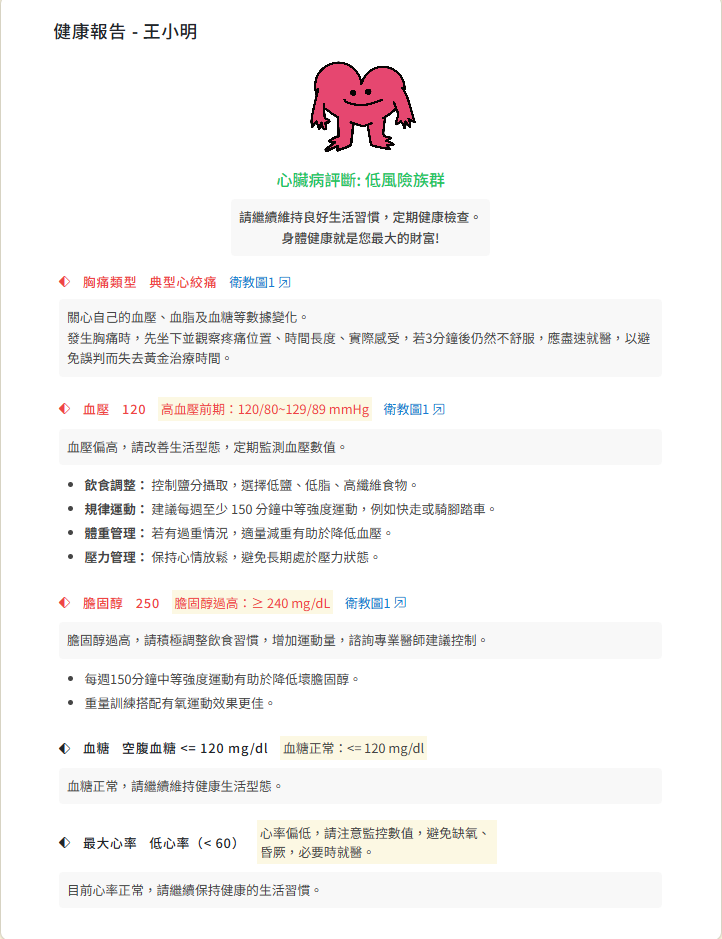 健康報告 - 王小明
心臟病評斷: 低風險族群
請繼續維持良好生活習慣，定期健康檢查。
身體健康就是您最大的財富!
胸痛類型 典型心絞痛 衛教圖1
關心自己的血壓、血脂及血糖等數據變化。
發生胸痛時，先坐下並觀察疼痛位置、時間長度、實際感受，若3分鐘後仍然不舒服，應盡速就醫，以避
免誤判而失去黃金治療時間。
血壓 120 高血壓前期：120/80~129/89 mmHg 衛教圖1
血壓偏高，請改善生活型態，定期監測血壓數值。
• 飲食調整： 控制鹽分攝取，選擇低鹽、低脂、高纖維食物。
• 規律運動： 建議每週至少 150 分鐘中等強度運動，例如快走或騎腳踏車。
• 體重管理： 若有過重情況，適量減重有助於降低血壓。
• 壓力管理： 保持心情放鬆，避免長期處於壓力狀態。
膽固醇 250 膽固醇過高：≥ 240 mg/dL 衛教圖1
膽固醇過高，請積極調整飲食習慣，增加運動量，諮詢專業醫師建議控制。
• 每週150分鐘中等強度運動有助於降低壞膽固醇。
• 重量訓練搭配有氧運動效果更佳。
血糖 空腹血糖 <= 120 mg/dl 血糖正常：<= 120 mg/dl
血糖正常，請繼續維持健康生活型態。
最大心率 低心率（< 60） 心率偏低，請注意監控數值，避免缺氧、
昏厥，必要時就醫。
目前心率正常，請繼續保持健康的生活習慣。